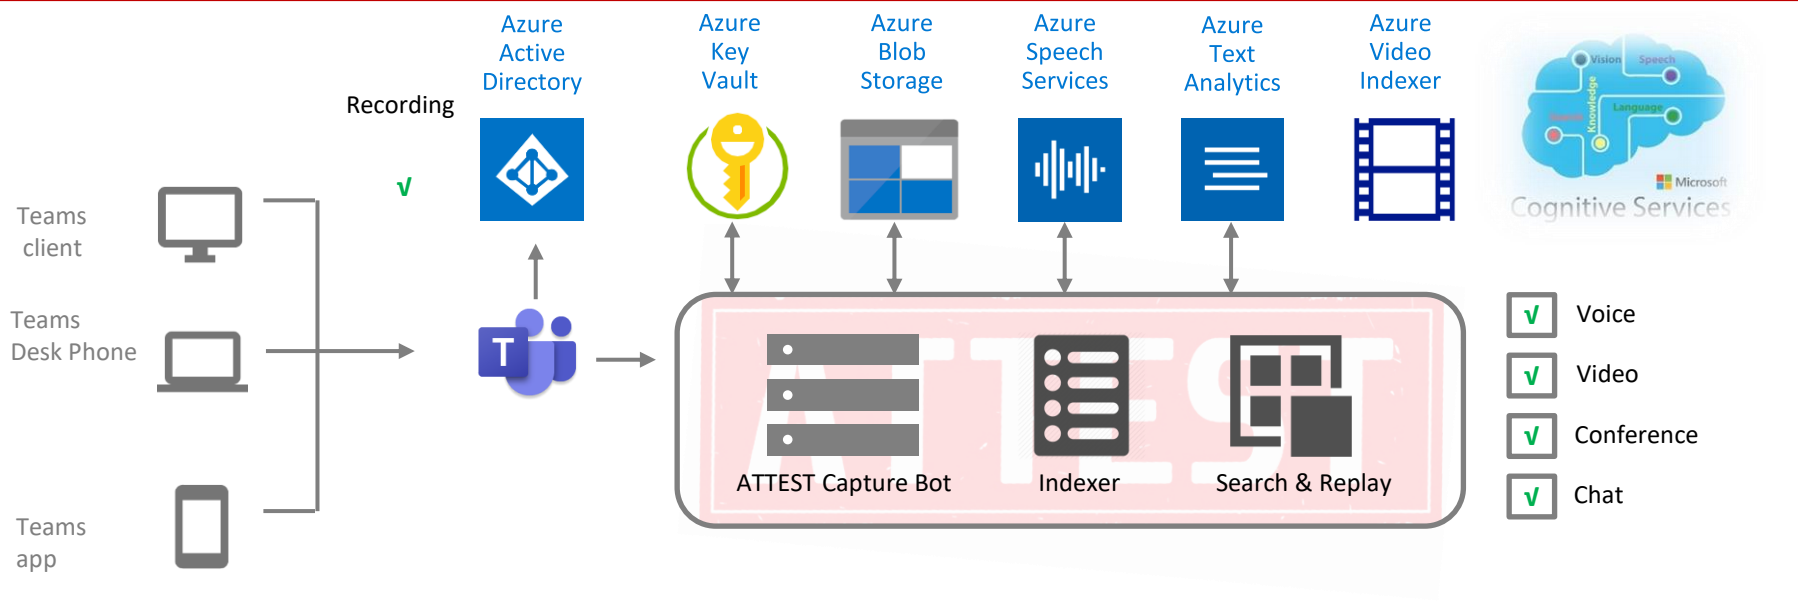 Azure
Active
Directory
Azure
Key
Vault
Azure
Blob
Storage
Azure
Speech
Services
Azure
Text
Analytics
Azure
Video
Indexer
Recording
√
Vision
Speech
Knowledge
Language
Search
Microsoft
Cognitive Services
Teams
client
Teams
Desk Phone
Teams
app
T
ATTEST
ATTEST Capture Bot
Indexer
Search & Replay
√ Voice
√ Video
√ Conference
√ Chat